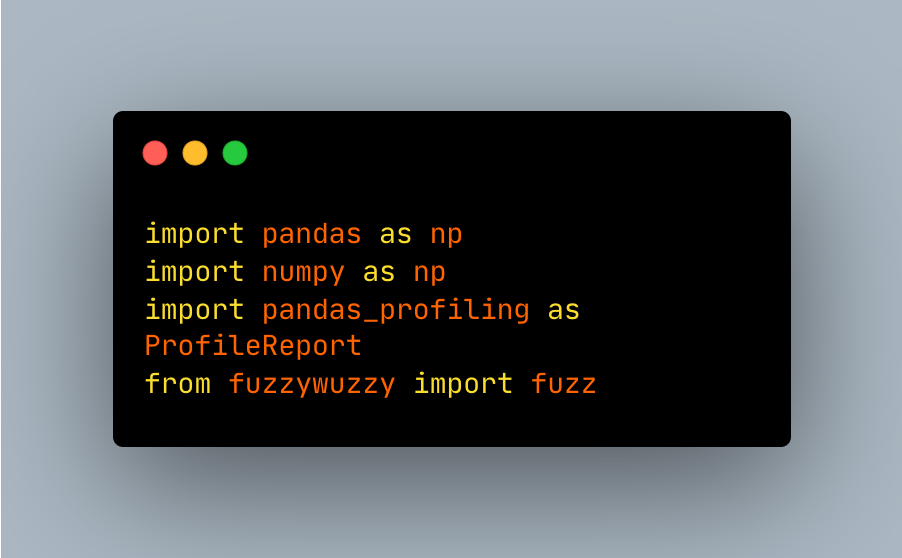 import pandas as np
import numpy as np
import pandas_profiling as
ProfileReport
from fuzzywuzzy import fuzz